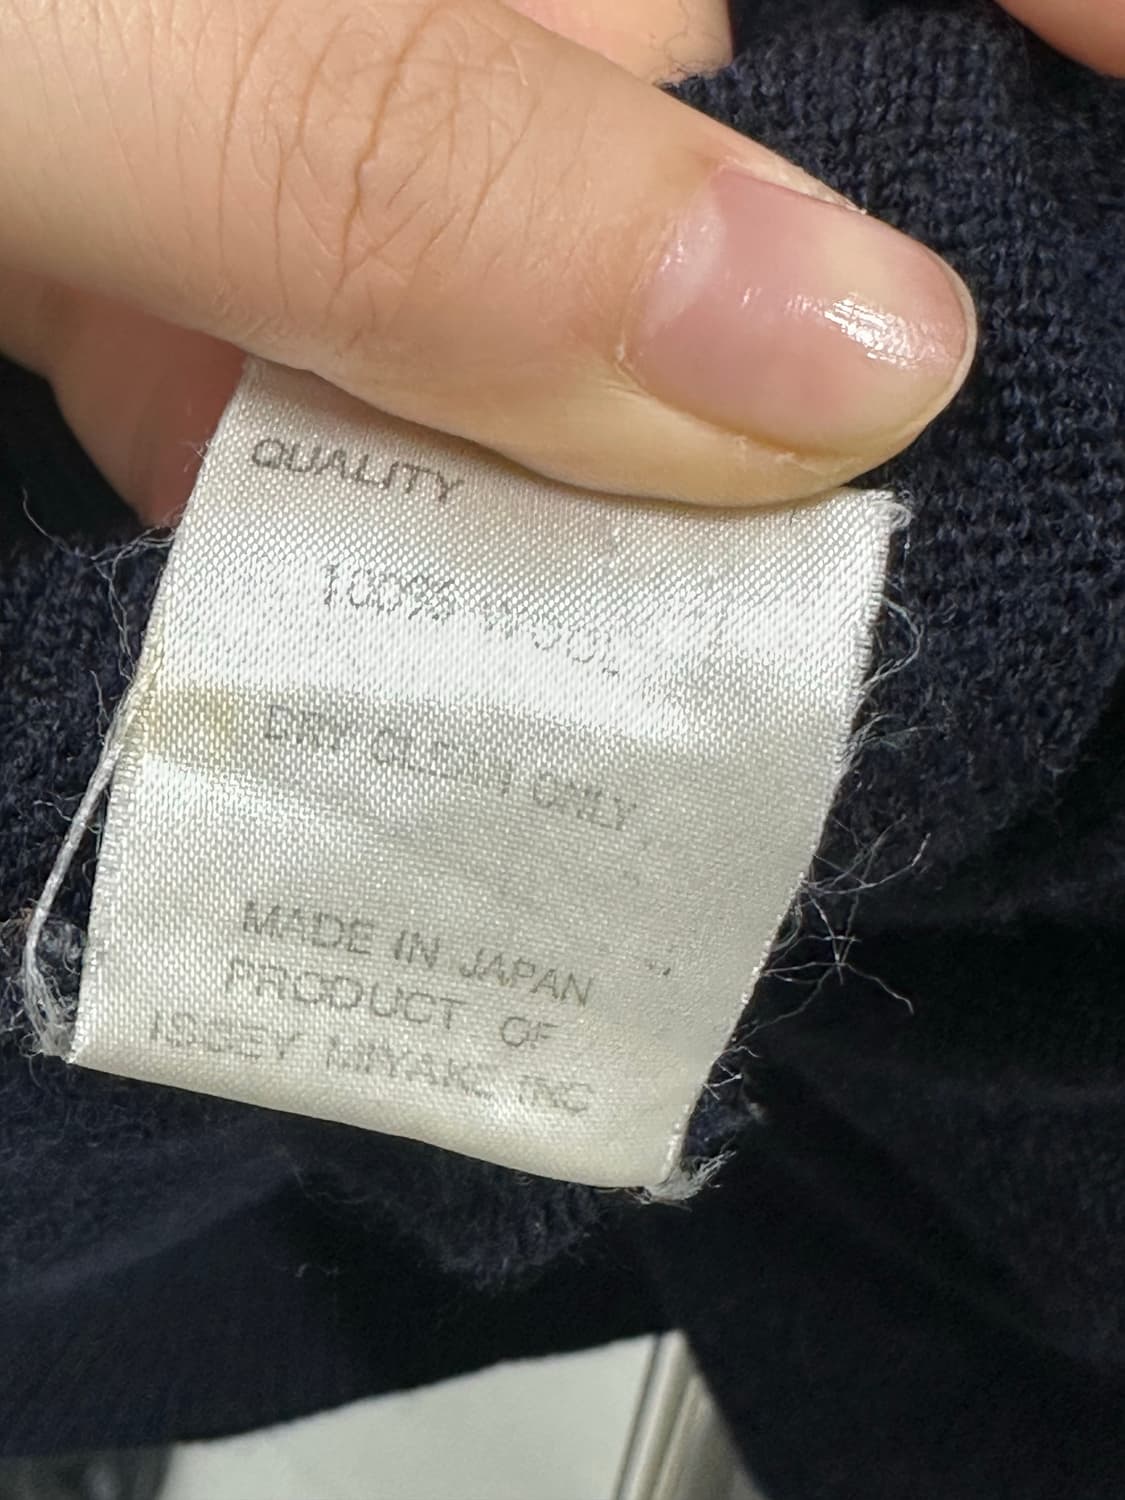 QUALITY
100% WOOL
DRY CLEAN ONLY
MADE IN JAPAN
PRODUCT OF
ISSEY MIYAKE INC